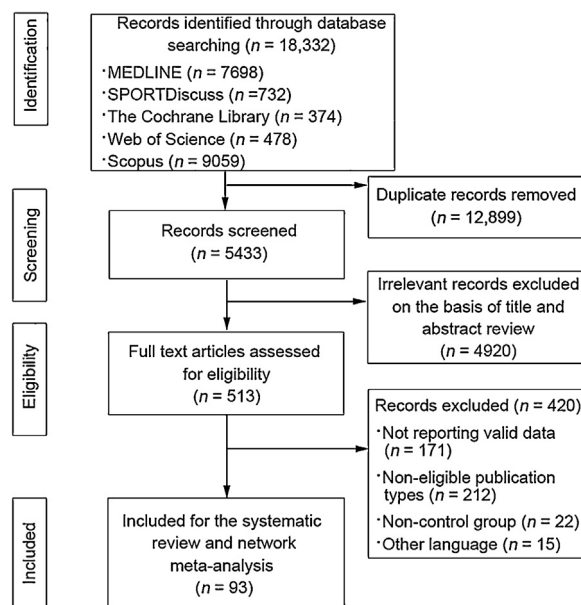 Identification
Records identified through database
searching (n = 18,332)
·MEDLINE = 7698
·SPORTDiscuss (n =732)
·The Cochrane Library (n = 374)
·Web of Science (n = 478)
·Scopus = 9059)
Duplicate records removed
(n = 12,899)
Screening
Records screened
n = 5433)
Irrelevant records excluded
on the basis of title and
abstract review
n = 4920)
Eligibility
Full text articles assessed
for eligibility
(n = 513)
Records excluded (n = 420)
·Not reporting valid data
(n = 171)
·Non-eligible publication
types (n = 212)
·Non-control group (n = 22)
·Other language (n = 15)
Included
Included for the systematic
review and network
meta-analysis
(n = 93)